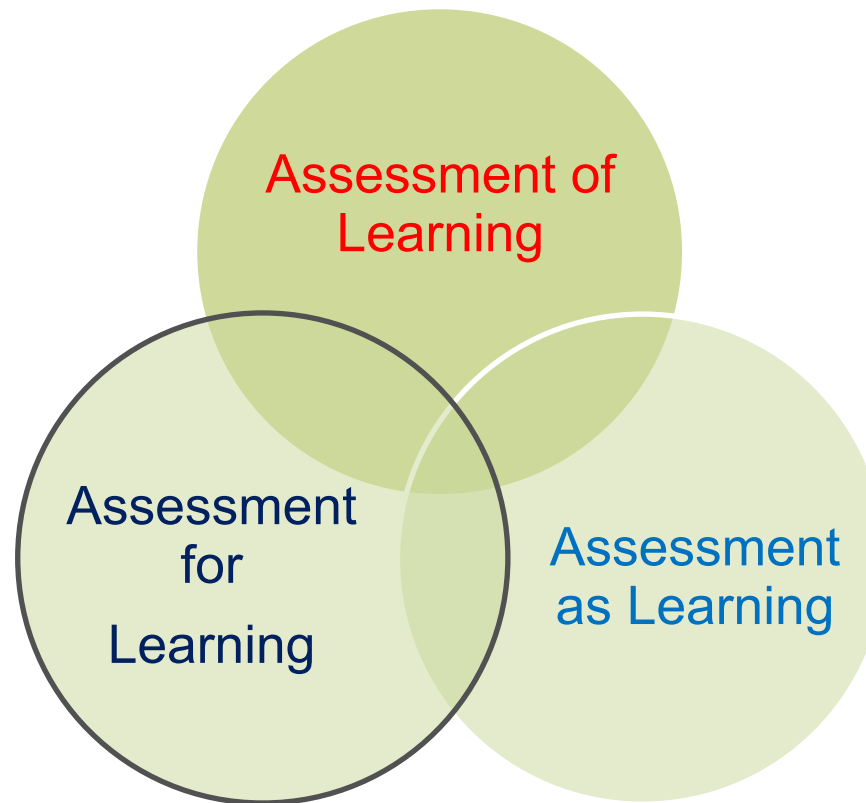 Assessment of
Learning
Assessment
for
Learning
Assessment
as Learning